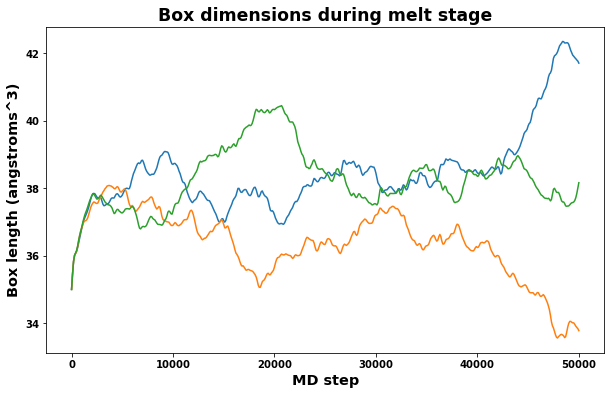 Box dimensions during melt stage
Box length (angstroms^3)
42
40
38
36
34
0 10000 20000 30000 40000 50000
MD step